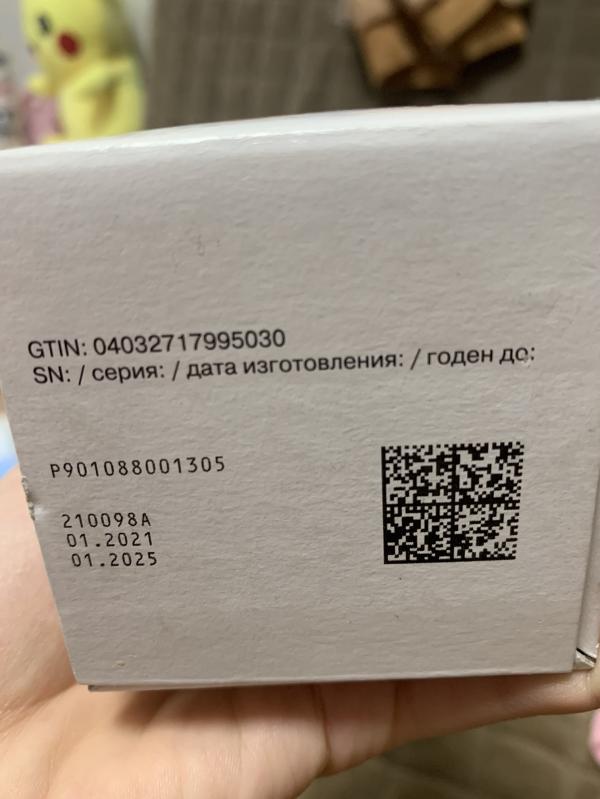 GTIN: 04032717995030
SN: / серия: / дата изготовления: / годен до:
P901088001305
210098A
01.2021
01.2025